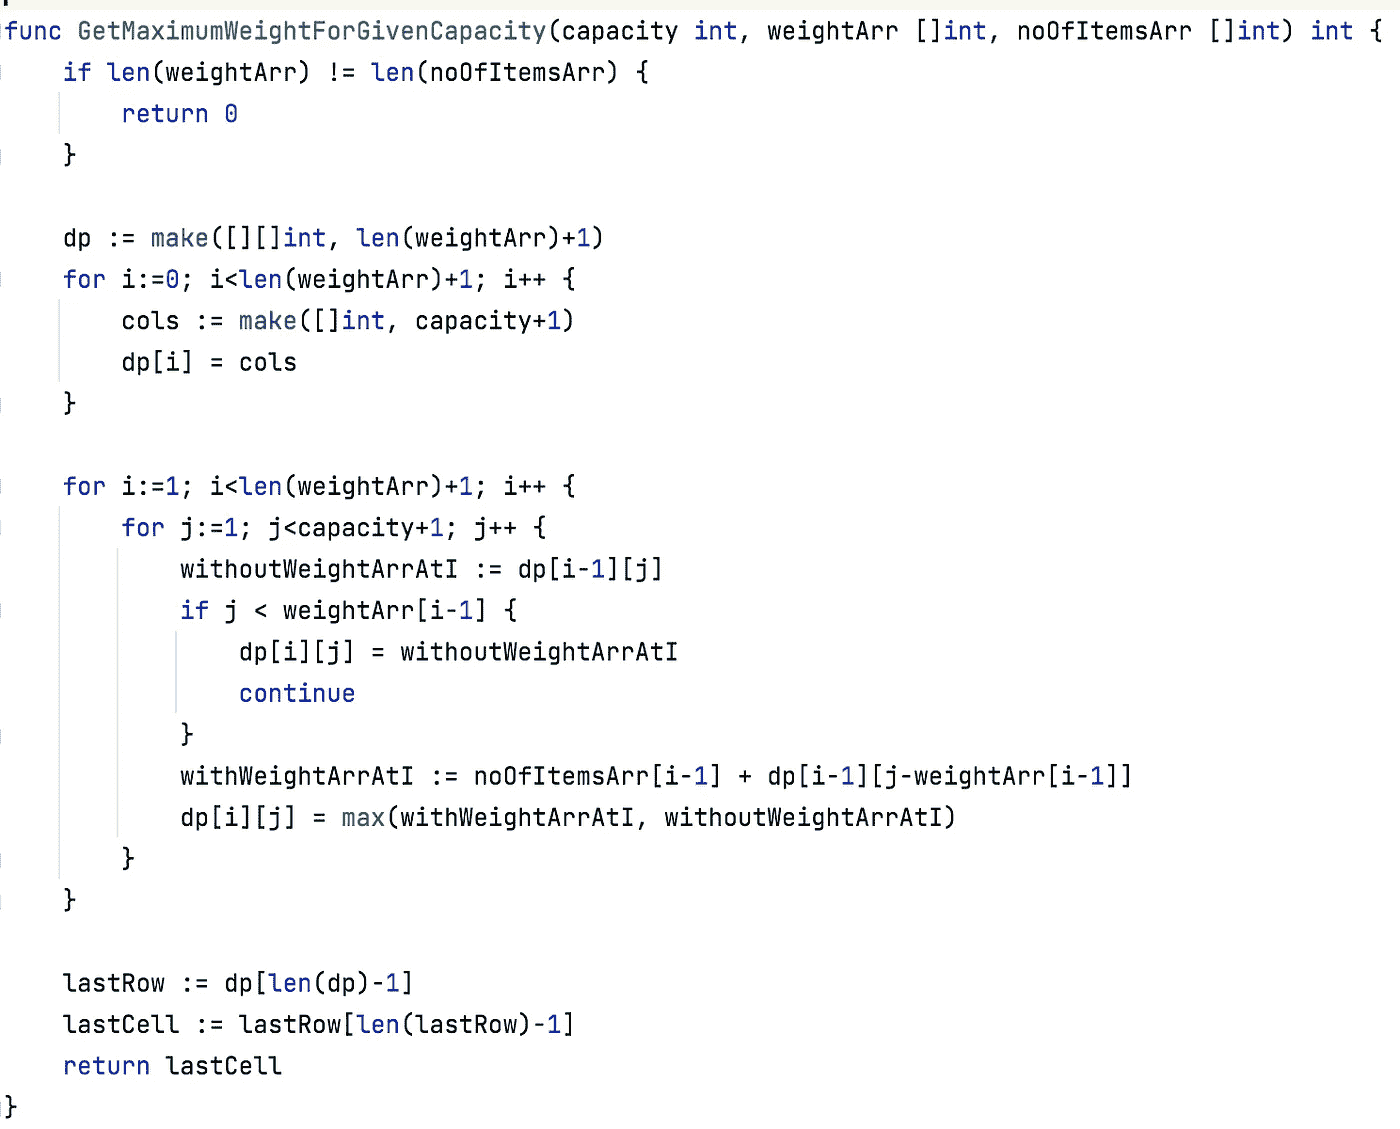 func GetMaximumWeightForGivenCapacity(capacity int, weightArr []int, noOfItemsArr []int) int {
    if len(weightArr) != len(noOfItemsArr) {
        return 0
    }

    dp := make([][]int, len(weightArr)+1)
    for i:=0; i<len(weightArr)+1; i++ {
        cols := make([]int, capacity+1)
        dp[i] = cols
    }

    for i:=1; i<len(weightArr)+1; i++ {
        for j:=1; j<capacity+1; j++ {
            withoutWeightArrAtI := dp[i-1][j]
            if j < weightArr[i-1] {
                dp[i][j] = withoutWeightArrAtI
                continue
            }
            withWeightArrAtI := noOfItemsArr[i-1] + dp[i-1][j-weightArr[i-1]]
            dp[i][j] = max(withWeightArrAtI, withoutWeightArrAtI)
        }
    }

    lastRow := dp[len(dp)-1]
    lastCell := lastRow[len(lastRow)-1]
    return lastCell
}